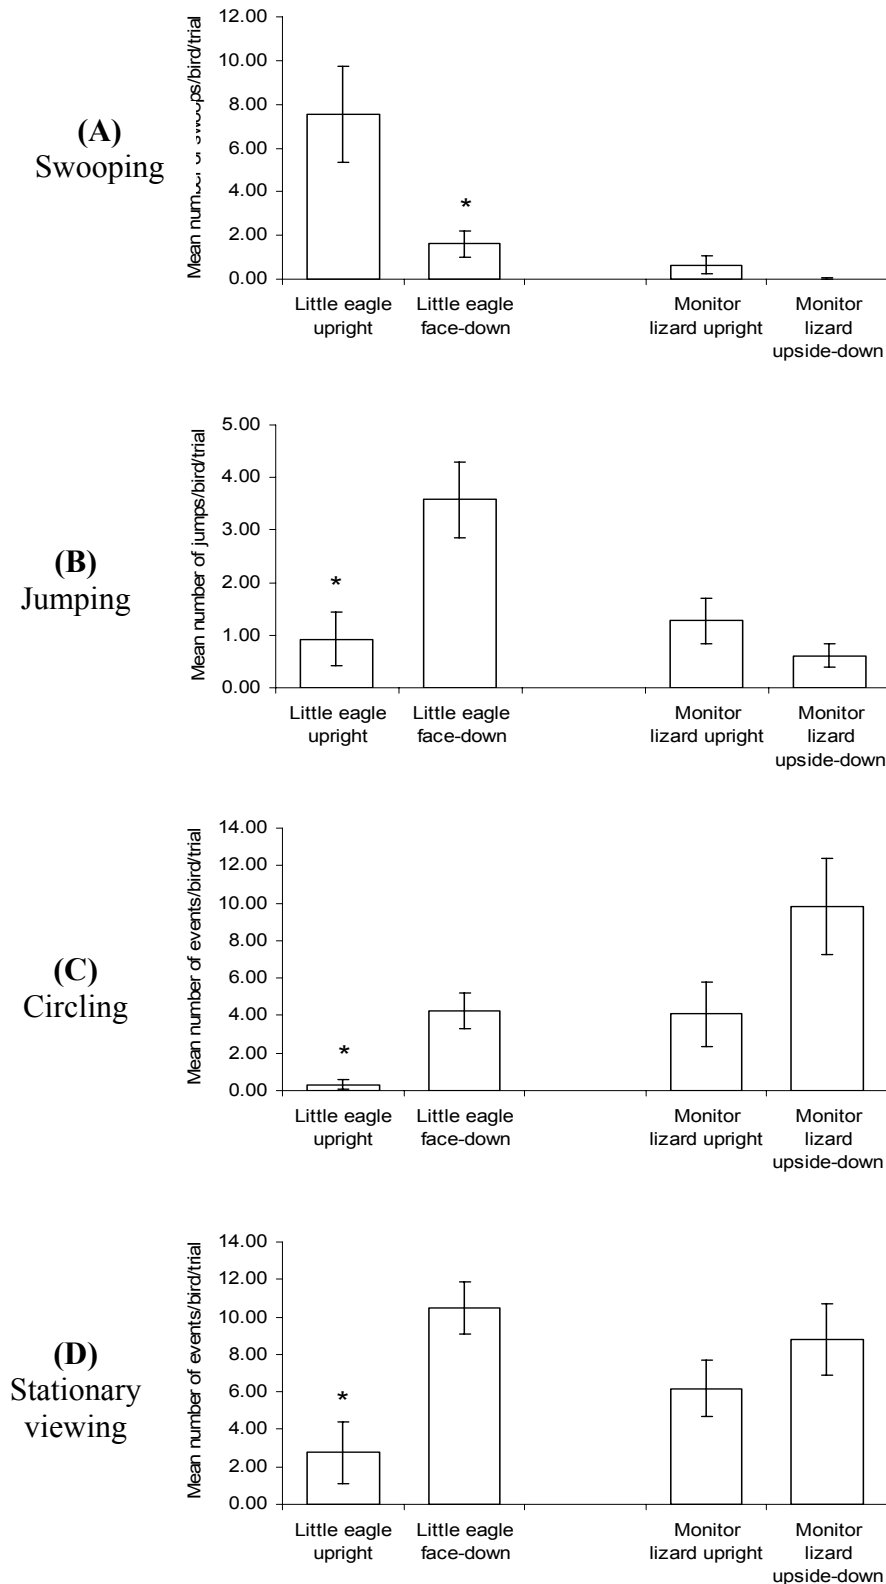 (A)
Swooping
Mean number of sweeps/bird/trial
12.00
10.00
8.00
6.00
4.00
2.00
0.00
*
Little eagle
upright
Little eagle
face-down
Monitor
lizard upright
Monitor
lizard
upside-down
(B)
Jumping
Mean number of jumps/bird/trial
5.00
4.00
3.00
2.00
1.00
0.00
*
Little eagle
upright
Little eagle
face-down
Monitor
lizard upright
Monitor
lizard
upside-down
(C)
Circling
Mean number of events/bird/trial
14.00
12.00
10.00
8.00
6.00
4.00
2.00
0.00
*
Little eagle
upright
Little eagle
face-down
Monitor
lizard upright
Monitor
lizard
upside-down
(D)
Stationary
viewing
Mean number of events/bird/trial
14.00
12.00
10.00
8.00
6.00
4.00
2.00
0.00
*
Little eagle
upright
Little eagle
face-down
Monitor
lizard upright
Monitor
lizard
upside-down